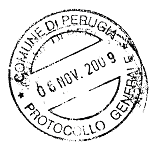 COMUNE DI PERUGIA
06 NOV. 2009
PROTOCOLLO GENERALE